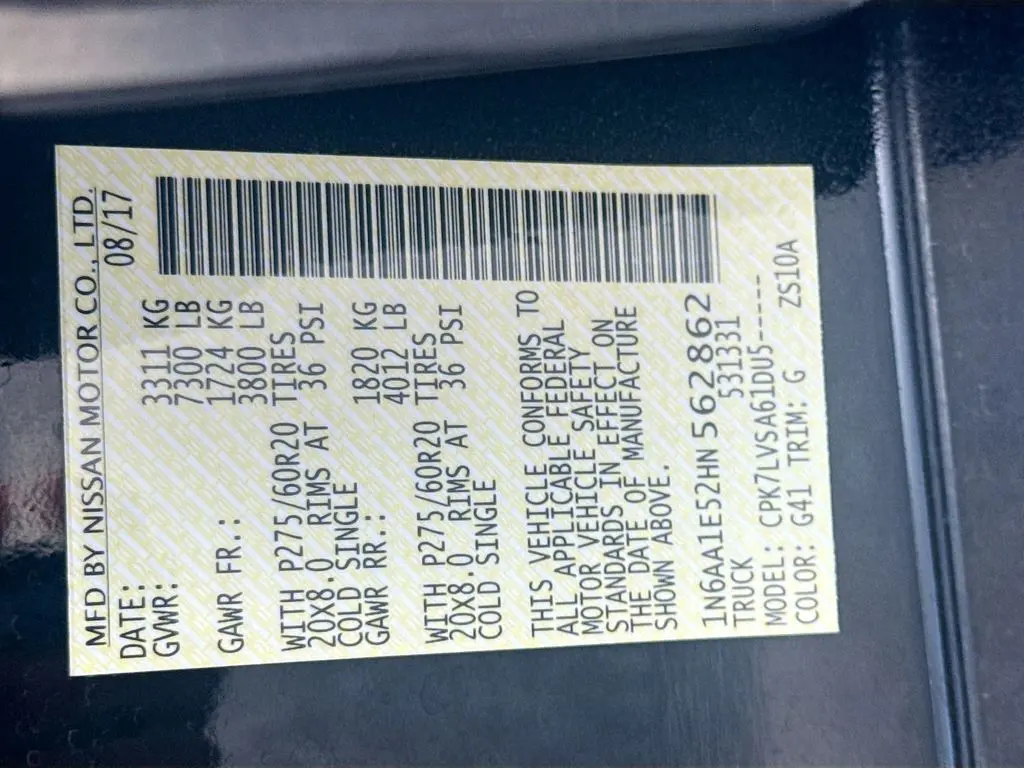 MFD BY NISSAN MOTOR CO., LTD.
DATE: 08/17
GVWR: 3311 KG
7300 LB
GAWR FR.: 1724 KG
3800 LB
WITH P275/60R20 TIRES
20X8.0 RIMS AT 36 PSI
COLD SINGLE
GAWR RR.: 1820 KG
4012 LB
WITH P275/60R20 TIRES
20X8.0 RIMS AT 36 PSI
COLD SINGLE
THIS VEHICLE CONFORMS TO
ALL APPLICABLE FEDERAL
MOTOR VEHICLE SAFETY
STANDARDS IN EFFECT ON
THE DATE OF MANUFACTURE
SHOWN ABOVE.
1N6AA1E52HN562862
TRUCK 531331
MODEL: CPK7LVSA61DU5-----
COLOR: G41 TRIM: G ZS10A